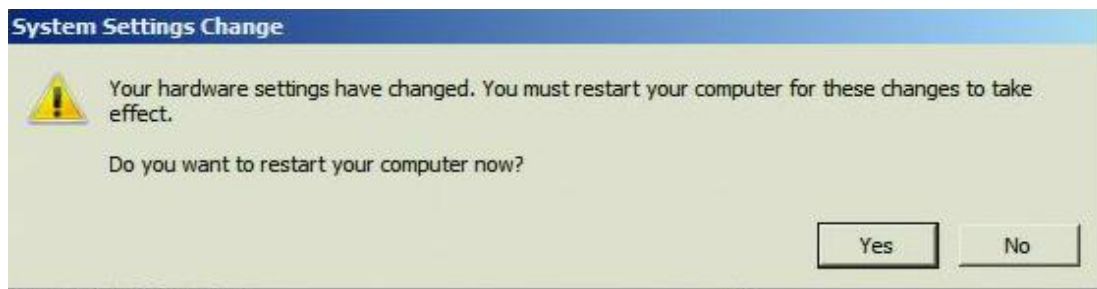 System Settings Change
Your hardware settings have changed. You must restart your computer for these changes to take
effect.
Do you want to restart your computer now?
Yes
No